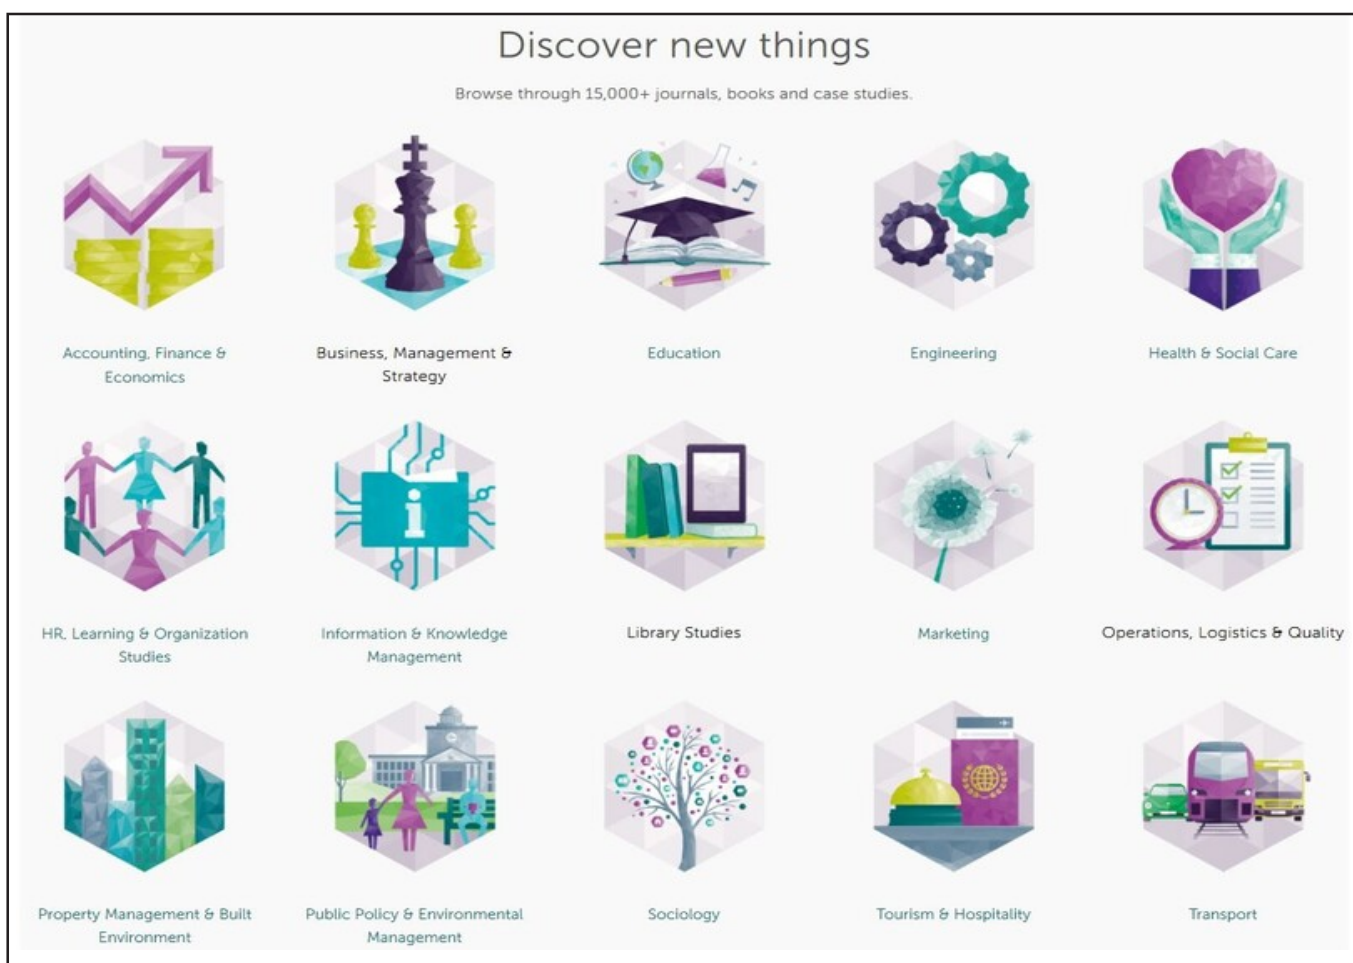 Discover new things
Browse through 15,000+ journals, books and case studies.
Accounting, Finance &
Economics
Business, Management &
Strategy
Education
Engineering
Health & Social Care
HR, Learning & Organization
Studies
Information & Knowledge
Management
Library Studies
Marketing
Operations, Logistics & Quality
Property Management & Built
Environment
Public Policy & Environmental
Management
Sociology
Tourism & Hospitality
Transport